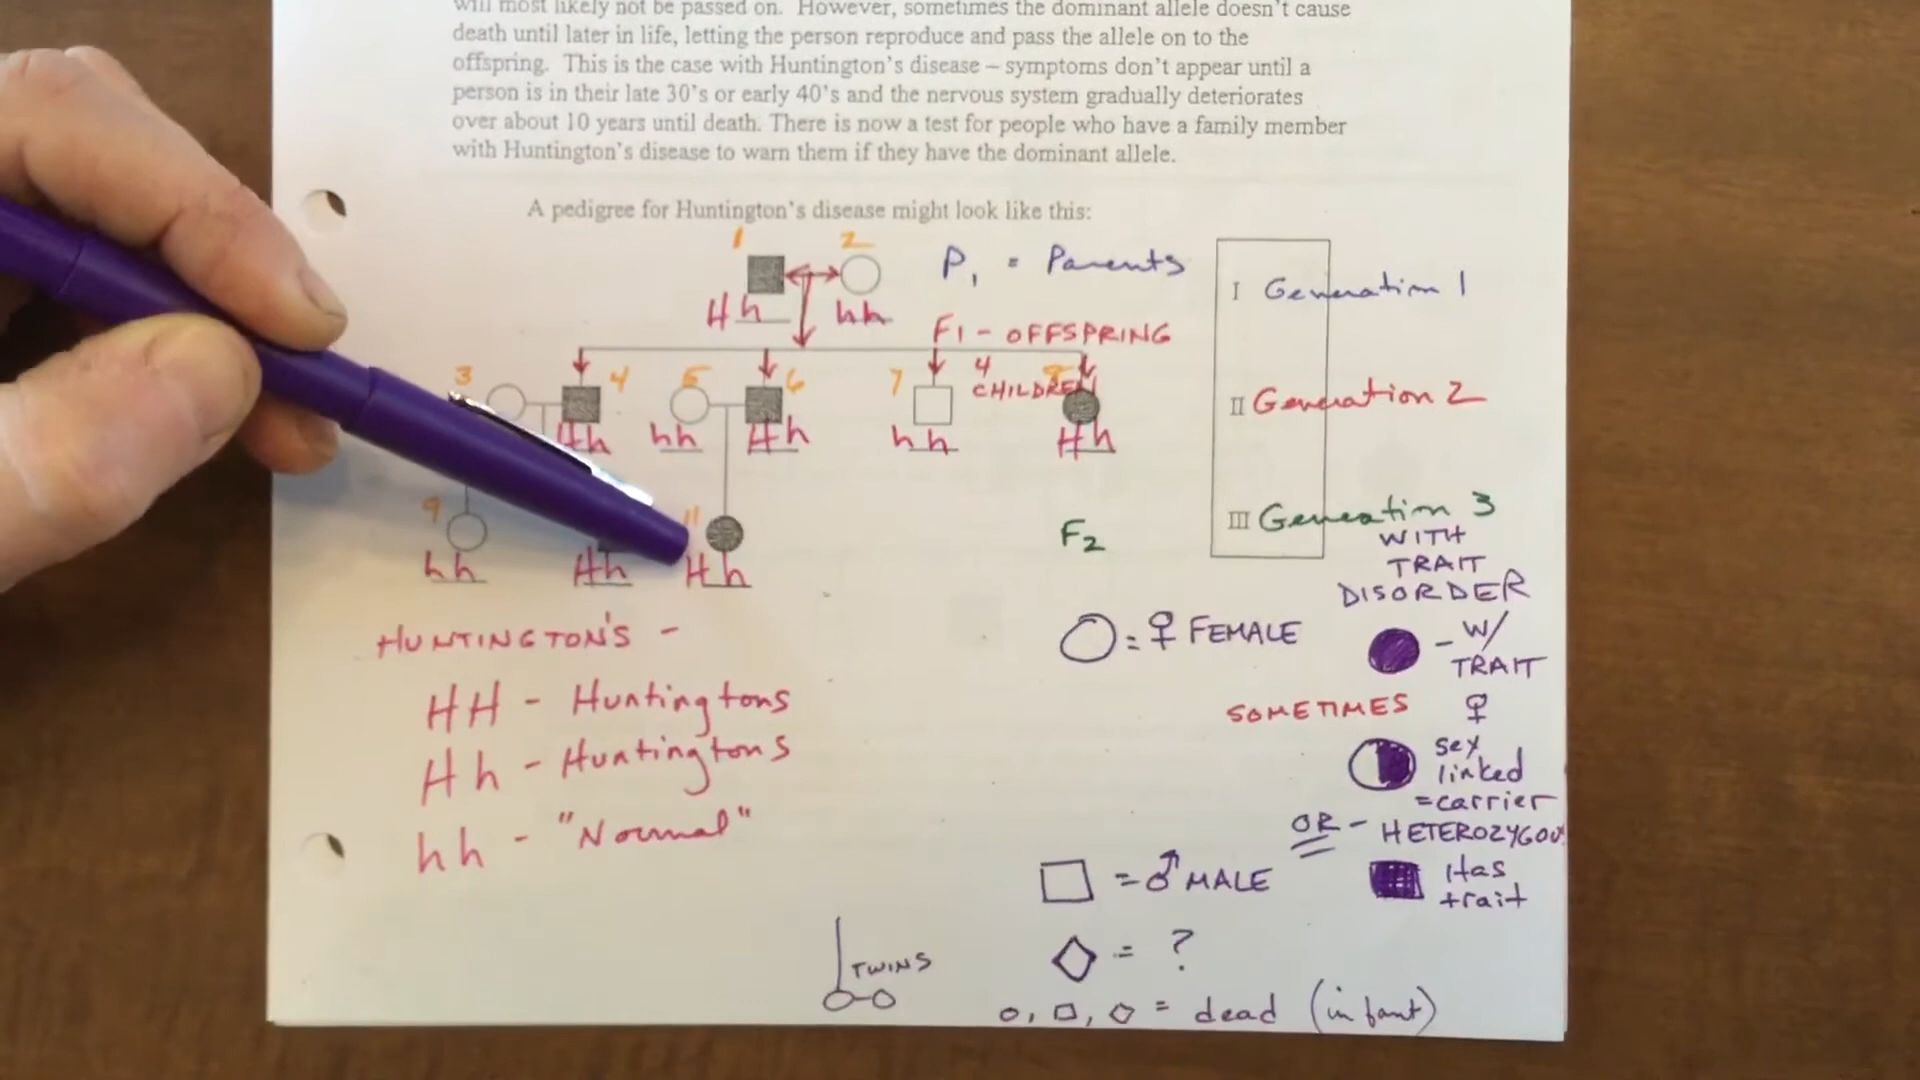 will most likely not be passed on. However, sometimes the dominant allele doesn't cause
death until later in life, letting the person reproduce and pass the allele on to the
offspring. This is the case with Huntington's disease – symptoms don't appear until a
person is in their late 30's or early 40's and the nervous system gradually deteriorates
over about 10 years until death. There is now a test for people who have a family member
with Huntington's disease to warn them if they have the dominant allele.
A pedigree for Huntington's disease might look like this:
1 2
P1 = Parents
I Generation 1
Hh hh
F1 - OFFSPRING
3 4 5 6 7 8
4 CHILDREN
II Generation 2
Hh hh Hh hh Hh
9 11
F2
III Geneation 3
hh Hh Hh
WITH
TRAIT
DISORDER
HUNTINGTON'S -
HH - Huntingtons
Hh - Huntingtons
hh - "Normal"
= ♀ FEMALE
- W/
TRAIT
SOMETIMES ♀
sex
linked
= carrier
OR - HETEROZYGOUS
= ♂ MALE
Has
trait
= ?
TWINS
= dead (infant)